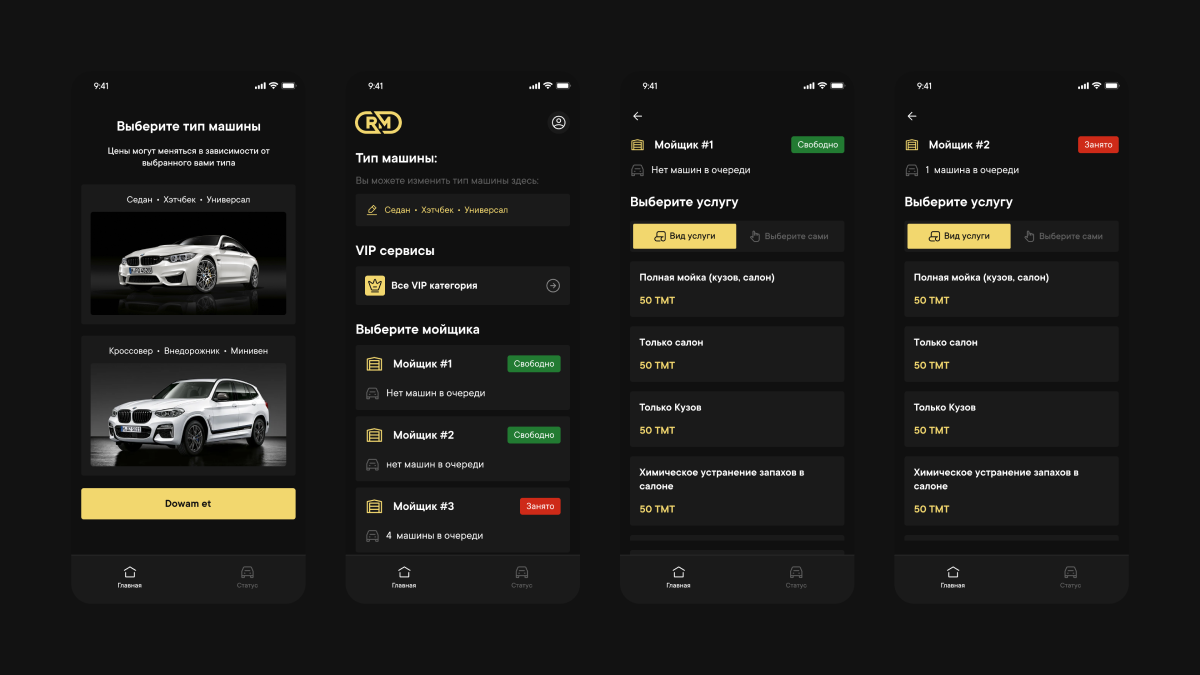 9:41
Выберите тип машины
Цены могут меняться в зависимости от
выбранного вами типа
Седан • Хэтчбек • Универсал
Кроссовер • Внедорожник • Минивен
Dowam et
Главная
Статус
9:41
RM
Тип машины:
Вы можете изменить тип машины здесь:
Седан • Хэтчбек • Универсал
VIP сервисы
Все VIP категория
Выберите мойщика
Мойщик #1
Свободно
Нет машин в очереди
Мойщик #2
Свободно
нет машин в очереди
Мойщик #3
Занято
4 машины в очереди
Главная
Статус
9:41
Мойщик #1
Свободно
Нет машин в очереди
Выберите услугу
Вид услуги
Выберите сами
Полная мойка (кузов, салон)
50 TMT
Только салон
50 TMT
Только Кузов
50 TMT
Химическое устранение запахов в
салоне
50 TMT
Главная
Статус
9:41
Мойщик #2
Занято
1 машина в очереди
Выберите услугу
Вид услуги
Выберите сами
Полная мойка (кузов, салон)
50 TMT
Только салон
50 TMT
Только Кузов
50 TMT
Химическое устранение запахов в
салоне
50 TMT
Главная
Статус